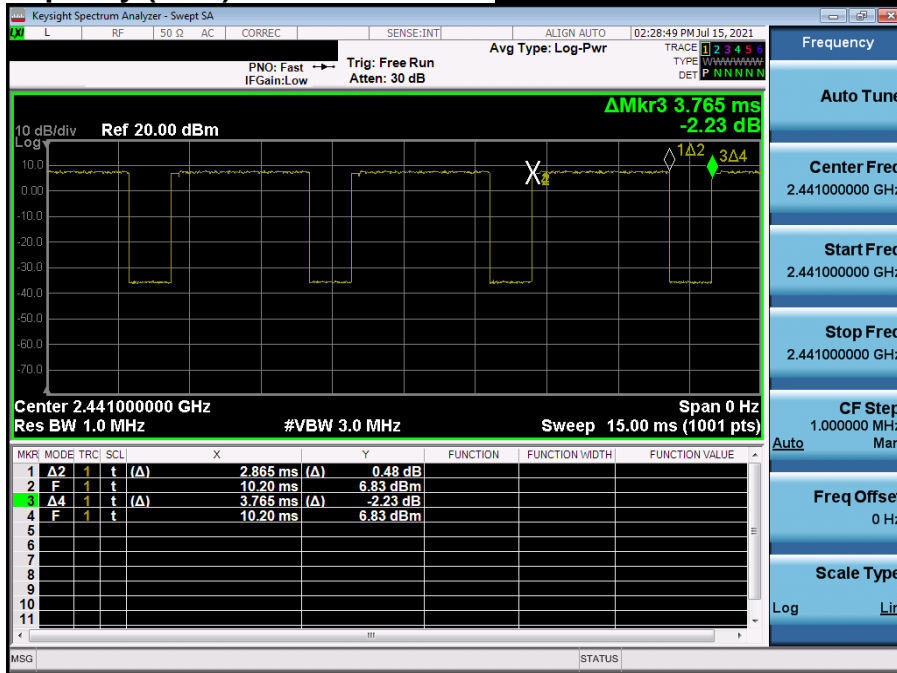 Keysight Spectrum Analyzer - Swept SA
LXI L RF 50 Ω AC CORREC SENSE:INT ALIGN AUTO 02:28:49 PM Jul 15, 2021
Avg Type: Log-Pwr TRACE 1 2 3 4 5 6
PNO: Fast Trig: Free Run TYPE WWWWWW
IFGain:Low Atten: 30 dB DET P N N N N N
ΔMkr3 3.765 ms
-2.23 dB
10 dB/div Ref 20.00 dBm
Log
1Δ2
3Δ4
X2
10.0
0.00
-10.0
-20.0
-30.0
-40.0
-50.0
-60.0
-70.0
Center 2.441000000 GHz Span 0 Hz
Res BW 1.0 MHz #VBW 3.0 MHz Sweep 15.00 ms (1001 pts)
MKR MODE TRC SCL X Y FUNCTION FUNCTION WIDTH FUNCTION VALUE
1 Δ2 1 t (Δ) 2.865 ms (Δ) 0.48 dB
2 F 1 t 10.20 ms 6.83 dBm
3 Δ4 1 t (Δ) 3.765 ms (Δ) -2.23 dB
4 F 1 t 10.20 ms 6.83 dBm
5
6
7
8
9
10
11
MSG STATUS
Frequency
Auto Tune
Center Freq
2.441000000 GHz
Start Freq
2.441000000 GHz
Stop Freq
2.441000000 GHz
CF Step
1.000000 MHz
Auto Man
Freq Offset
0 Hz
Scale Type
Log Lin